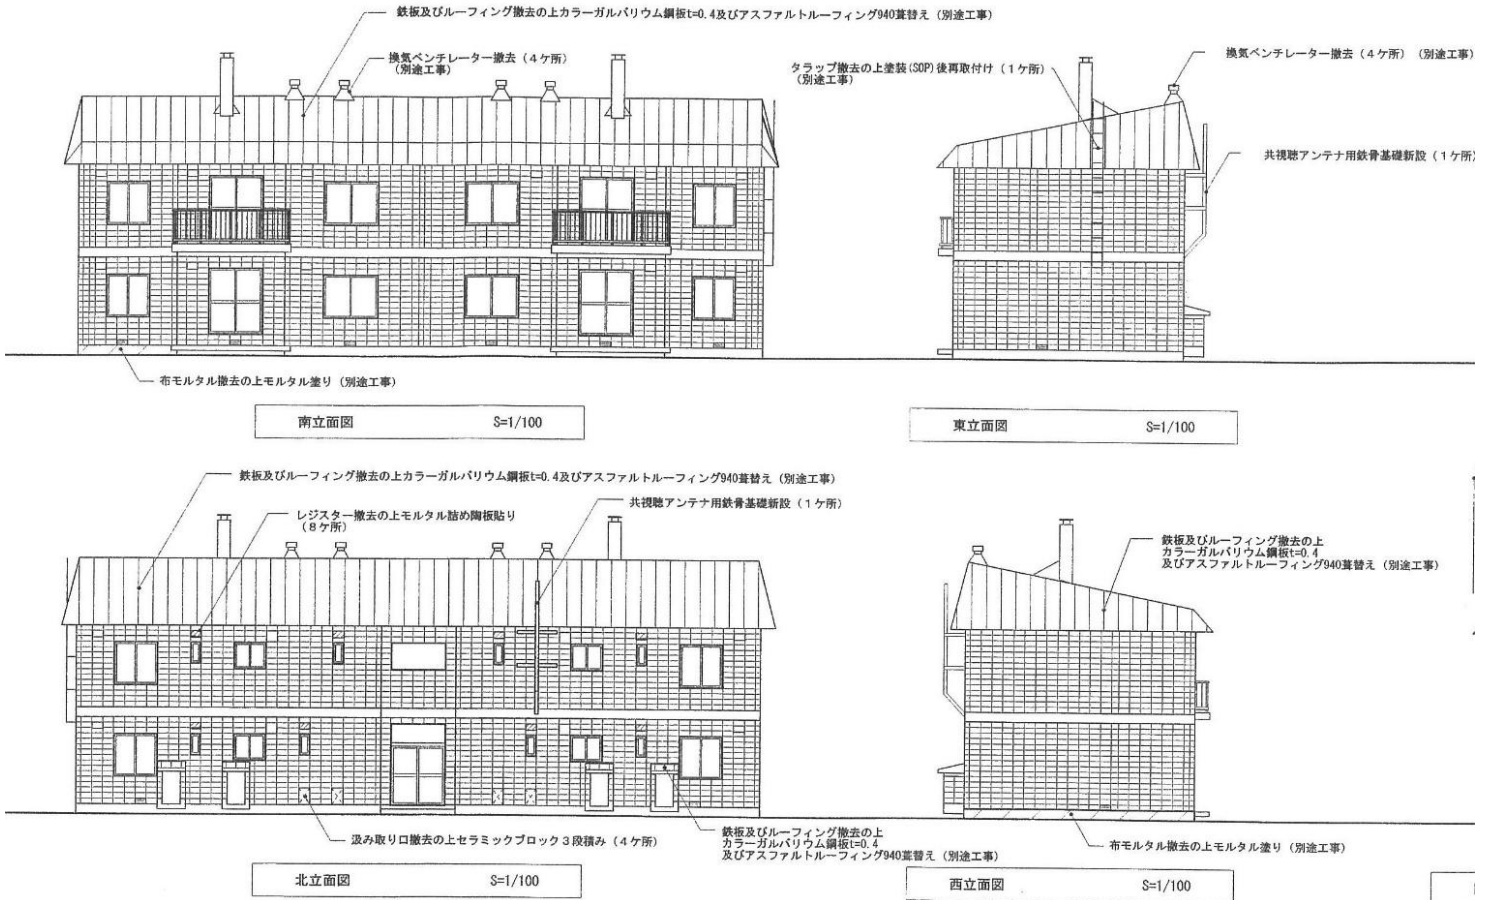 鉄板及びルーフィング撤去の上カラーガルバリウム鋼板t=0.4及びアスファルトルーフィング940葺替え（別途工事）
換気ベンチレーター撤去（４ケ所）
（別途工事）
タラップ撤去の上塗装(SOP)後再取付け（１ケ所）
（別途工事）
換気ベンチレーター撤去（４ケ所）（別途工事）
共視聴アンテナ用鉄骨基礎新設（１ケ所）
布モルタル撤去の上モルタル塗り（別途工事）
南立面図 S=1/100
東立面図 S=1/100
鉄板及びルーフィング撤去の上カラーガルバリウム鋼板t=0.4及びアスファルトルーフィング940葺替え（別途工事）
レジスター撤去の上モルタル詰め陶板貼り
（８ケ所）
共視聴アンテナ用鉄骨基礎新設（１ケ所）
鉄板及びルーフィング撤去の上
カラーガルバリウム鋼板t=0.4
及びアスファルトルーフィング940葺替え（別途工事）
汲み取り口撤去の上セラミックブロック３段積み（４ケ所）
鉄板及びルーフィング撤去の上
カラーガルバリウム鋼板t=0.4
及びアスファルトルーフィング940葺替え（別途工事）
布モルタル撤去の上モルタル塗り（別途工事）
北立面図 S=1/100
西立面図 S=1/100